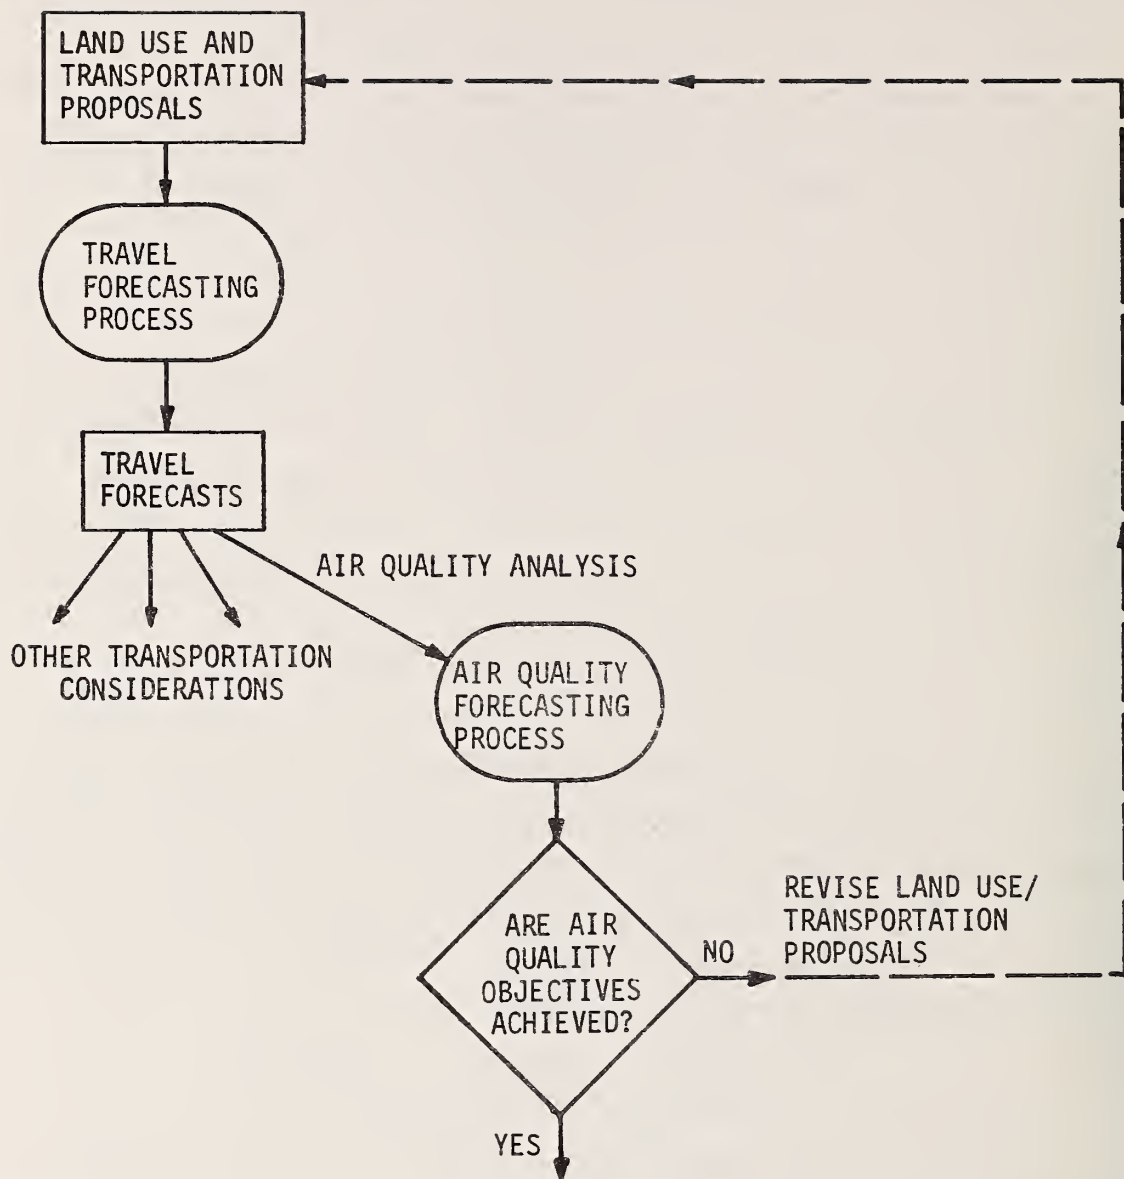 LAND USE AND
TRANSPORTATION
PROPOSALS
TRAVEL
FORECASTING
PROCESS
TRAVEL
FORECASTS
AIR QUALITY ANALYSIS
OTHER TRANSPORTATION
CONSIDERATIONS
AIR QUALITY
FORECASTING
PROCESS
ARE AIR
QUALITY
OBJECTIVES
ACHIEVED?
NO
REVISE LAND USE/
TRANSPORTATION
PROPOSALS
YES